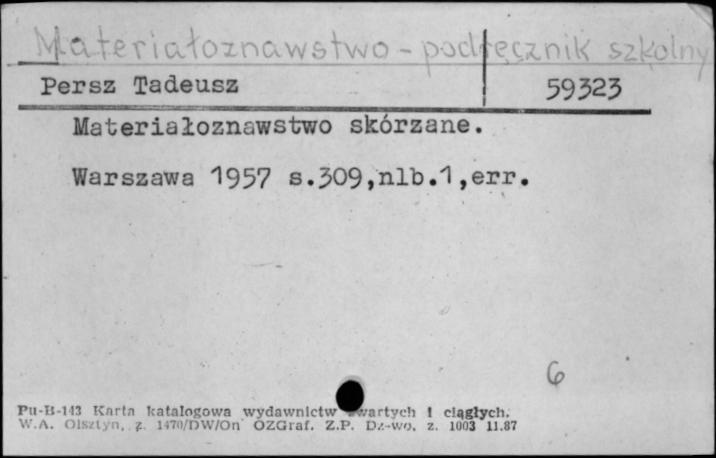 Materiałoznawstwo - podręcznik szkolny
Persz Tadeusz 59323
Materiałoznawstwo skórzane.
Warszawa 1957 s.309,nlb.1,err.
6
Pu-B-143 Karta katalogowa wydawnictw zwartych i ciągłych.
W.A. Olsztyn, z. 1470/DW/On OZGraf. Z.P. Dz-wo, z. 1003 11.87